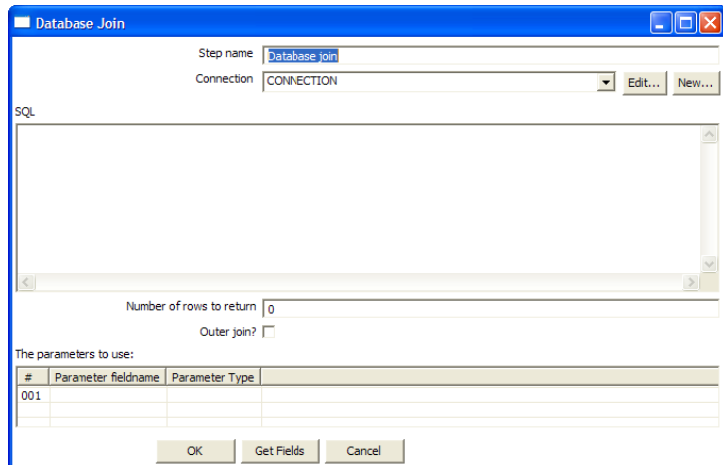 Database Join
Step name Database join
Connection CONNECTION Edit... New...
SQL
Number of rows to return 0
Outer join?
The parameters to use:
# Parameter fieldname Parameter Type
001
OK Get Fields Cancel